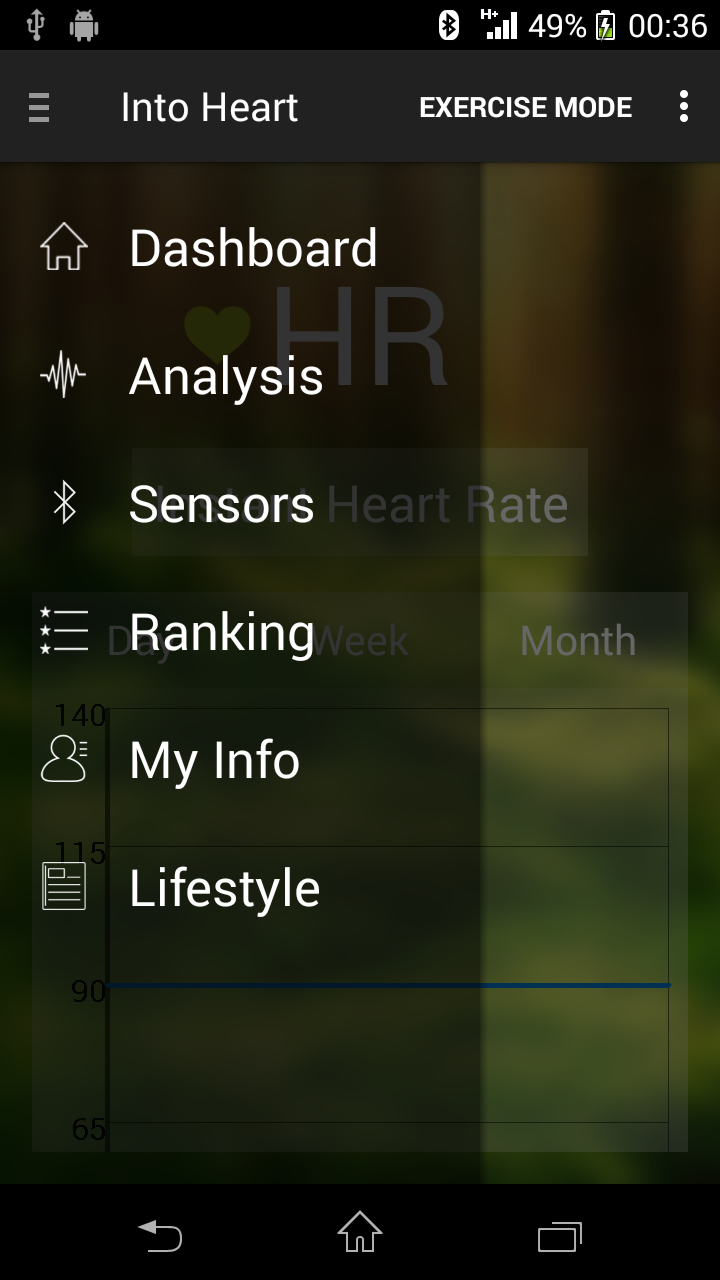 H+ 49% 00:36
Into Heart EXERCISE MODE
Dashboard
HR
Analysis
Sensors
Instant Heart Rate
Ranking
Day Week Month
140
My Info
115
Lifestyle
90
65